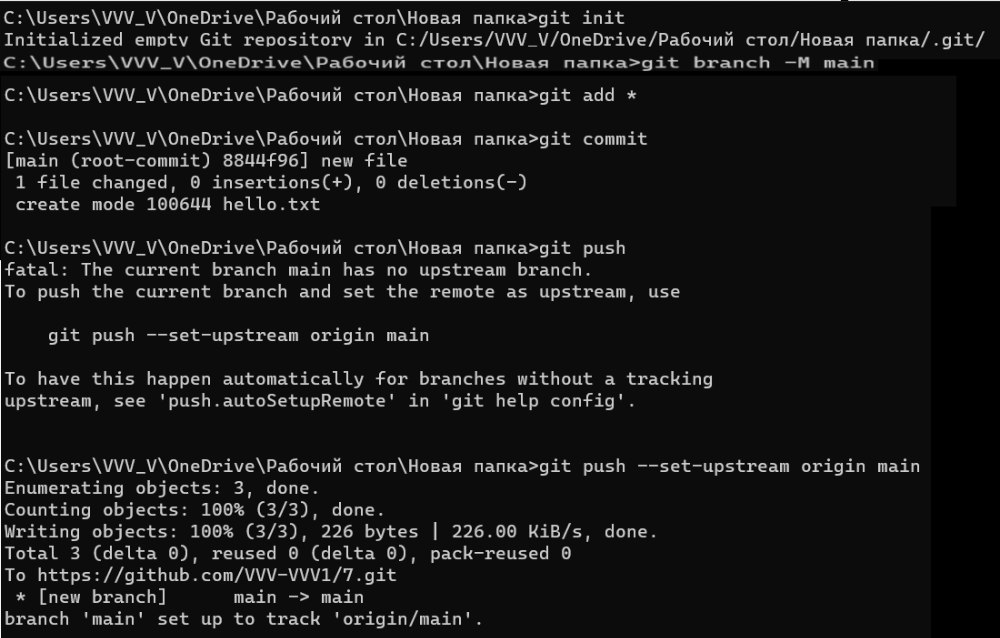 C:\Users\VVV_V\OneDrive\Рабочий стол\Новая папка>git init
Initialized empty Git repository in C:/Users/VVV_V/OneDrive/Рабочий стол/Новая папка/.git/
C:\Users\VVV_V\OneDrive\Рабочий стол\Новая папка>git branch -M main
C:\Users\VVV_V\OneDrive\Рабочий стол\Новая папка>git add *
C:\Users\VVV_V\OneDrive\Рабочий стол\Новая папка>git commit
[main (root-commit) 8844f96] new file
 1 file changed, 0 insertions(+), 0 deletions(-)
 create mode 100644 hello.txt
C:\Users\VVV_V\OneDrive\Рабочий стол\Новая папка>git push
fatal: The current branch main has no upstream branch.
To push the current branch and set the remote as upstream, use
    git push --set-upstream origin main
To have this happen automatically for branches without a tracking
upstream, see 'push.autoSetupRemote' in 'git help config'.
C:\Users\VVV_V\OneDrive\Рабочий стол\Новая папка>git push --set-upstream origin main
Enumerating objects: 3, done.
Counting objects: 100% (3/3), done.
Writing objects: 100% (3/3), 226 bytes | 226.00 KiB/s, done.
Total 3 (delta 0), reused 0 (delta 0), pack-reused 0
To https://github.com/VVV-VVV1/7.git
 * [new branch]      main -> main
branch 'main' set up to track 'origin/main'.